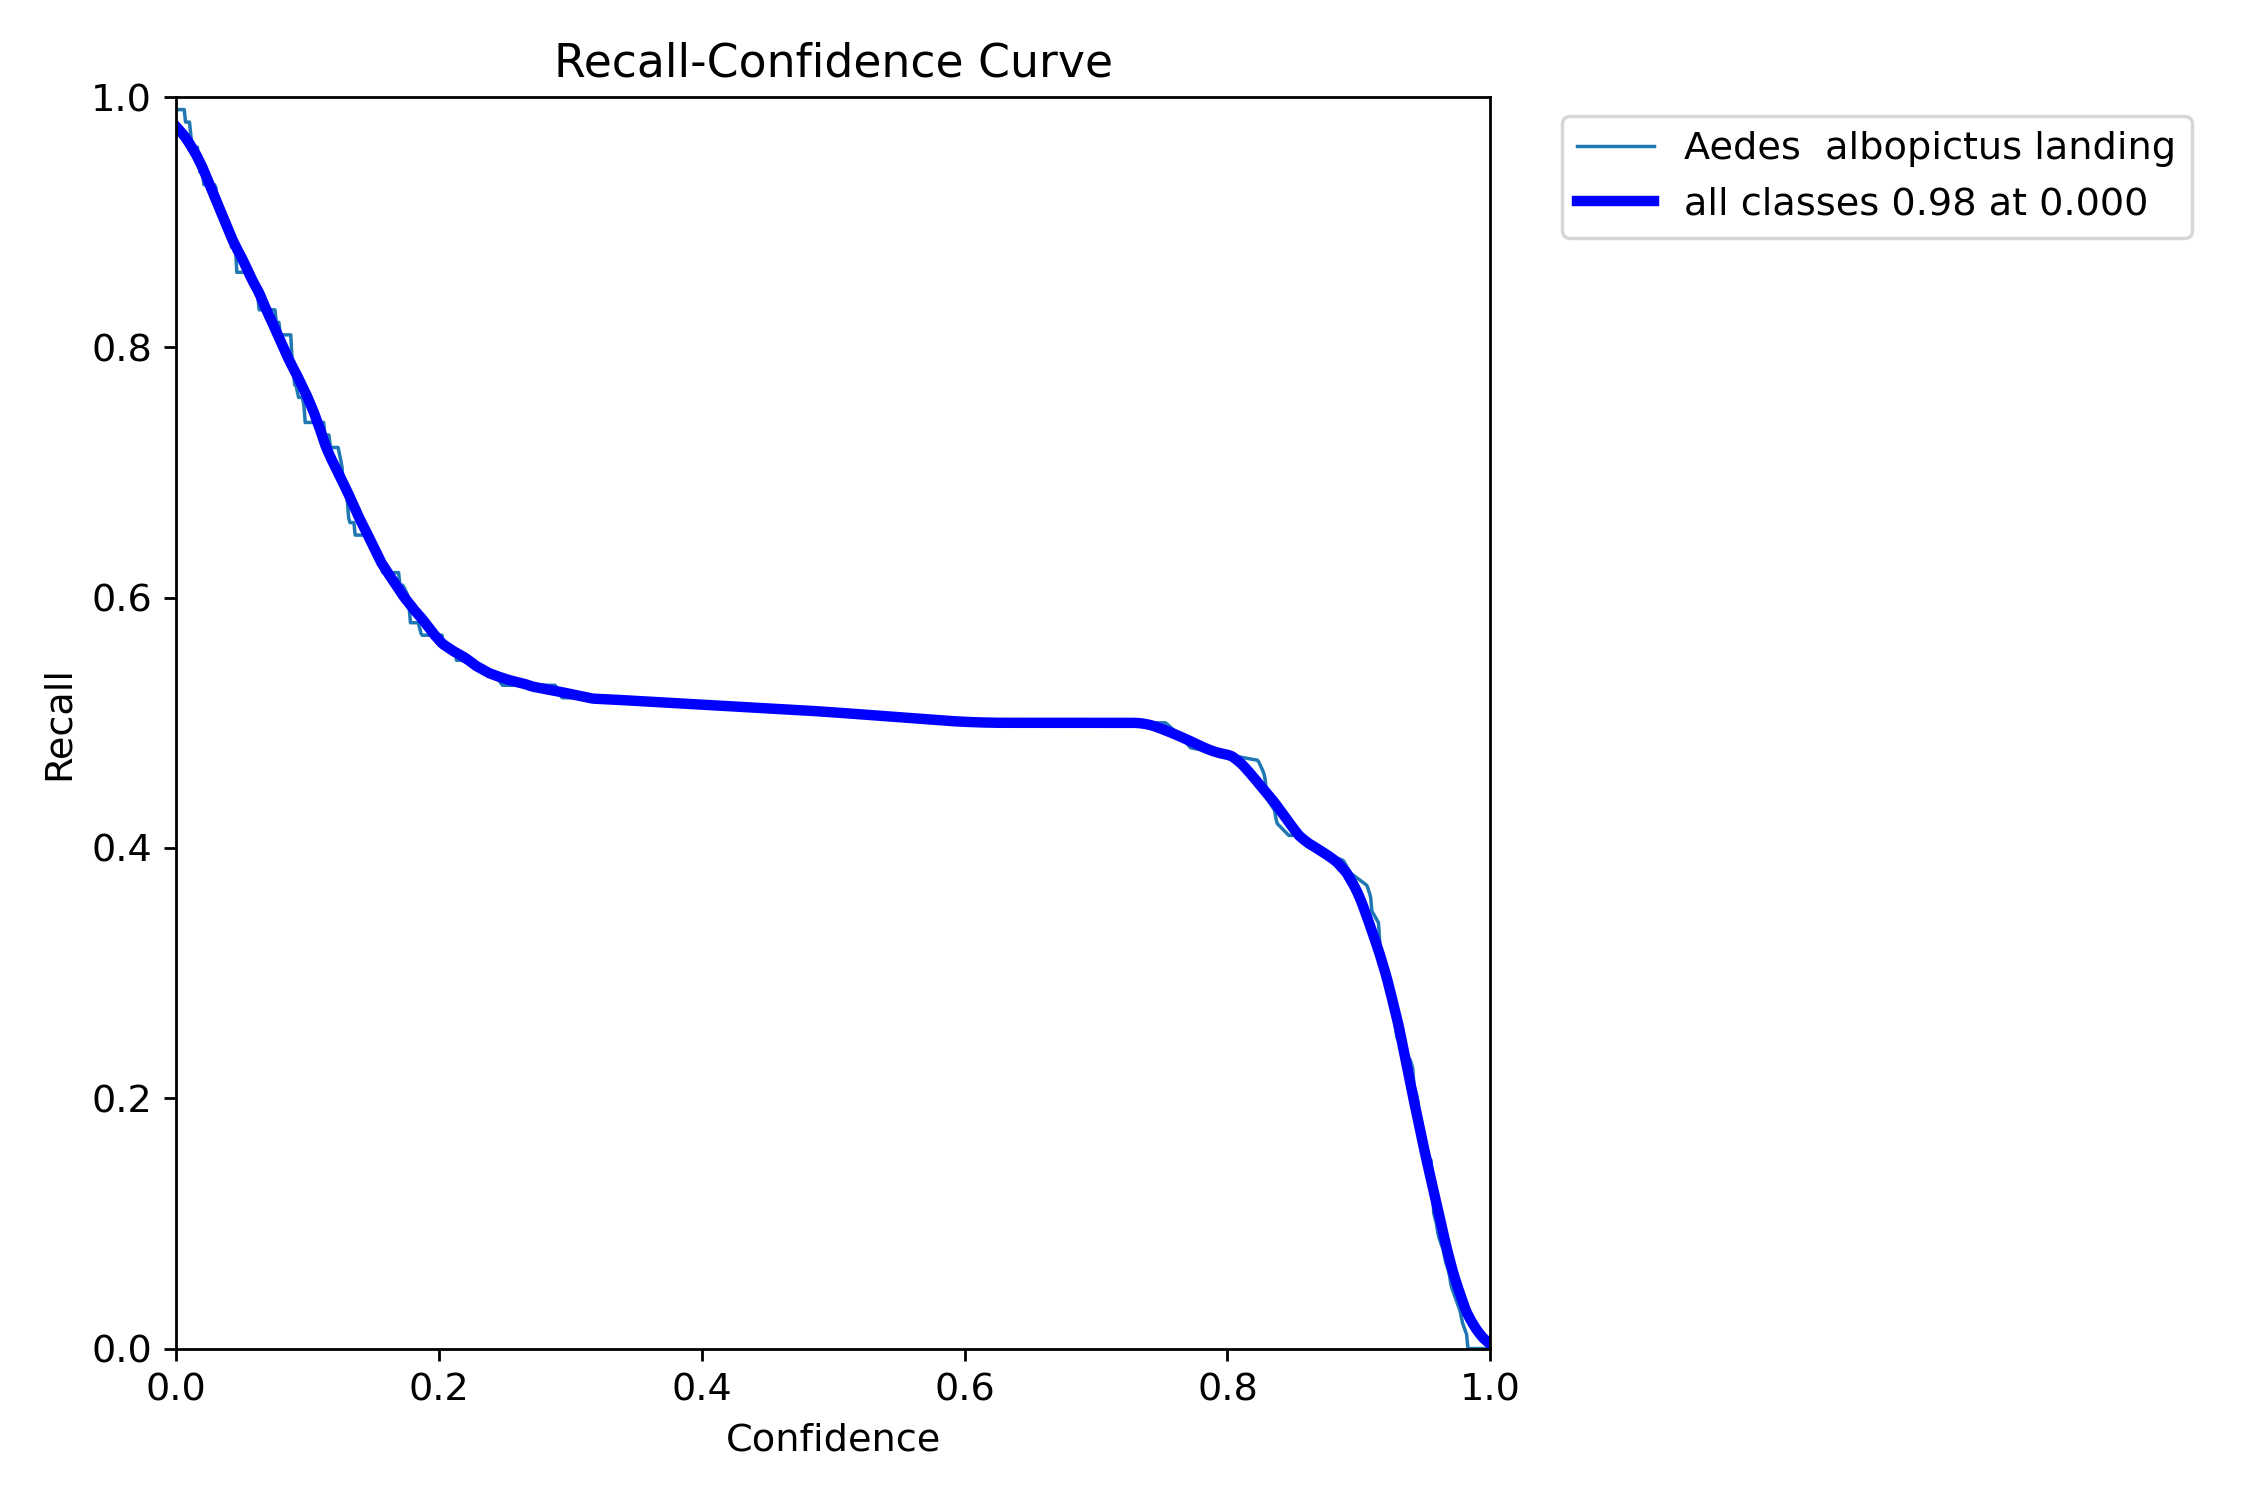 Recall-Confidence Curve
Aedes  albopictus landing
all classes 0.98 at 0.000
Recall
1.0
0.8
0.6
0.4
0.2
0.0
0.0 0.2 0.4 0.6 0.8 1.0
Confidence